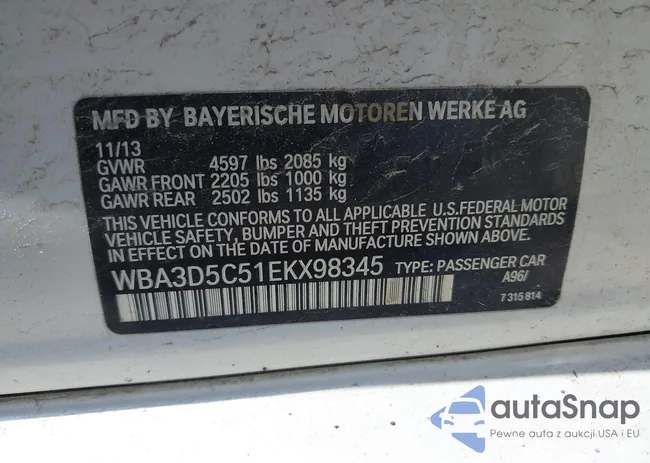 MFD BY BAYERISCHE MOTOREN WERKE AG
11/13
GVWR 4597 lbs 2085 kg
GAWR FRONT 2205 lbs 1000 kg
GAWR REAR 2502 lbs 1135 kg
THIS VEHICLE CONFORMS TO ALL APPLICABLE U.S.FEDERAL MOTOR
VEHICLE SAFETY, BUMPER AND THEFT PREVENTION STANDARDS
IN EFFECT ON THE DATE OF MANUFACTURE SHOWN ABOVE.
WBA3D5C51EKX98345 TYPE: PASSENGER CAR
A96/
7 315 814
autoSnap
Pewne auta z aukcji USA i EU